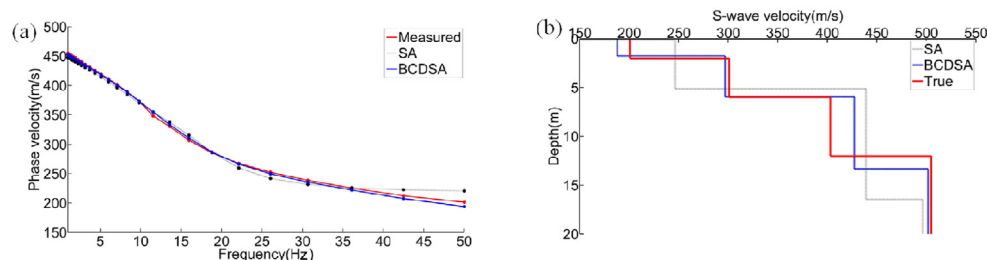 (a)
500
450
400
350
300
250
200
150
Phase velocity(m/s)
5 10 15 20 25 30 35 40 45 50
Frequency(Hz)
Measured
SA
BCDSA
(b)
S-wave velocity(m/s)
150 200 250 300 350 400 450 500 550 600
0
5
10
15
20
Depth(m)
SA
BCDSA
True